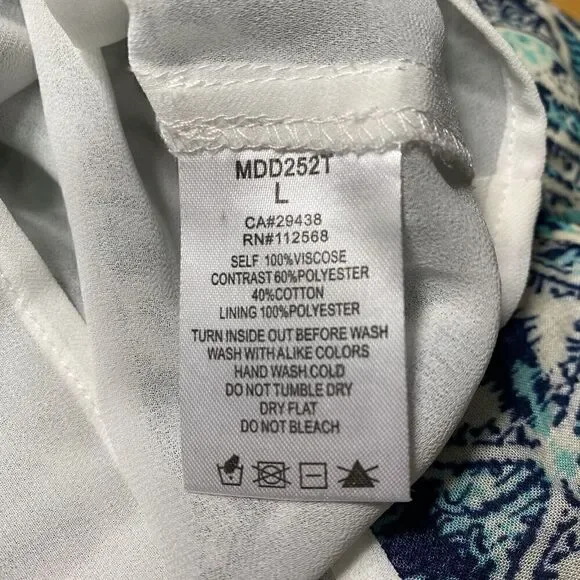 MDD252T
L
CA#29438
RN#112568
SELF 100%VISCOSE
CONTRAST 60%POLYESTER
40%COTTON
LINING 100%POLYESTER
TURN INSIDE OUT BEFORE WASH
WASH WITH ALIKE COLORS
HAND WASH COLD
DO NOT TUMBLE DRY
DRY FLAT
DO NOT BLEACH